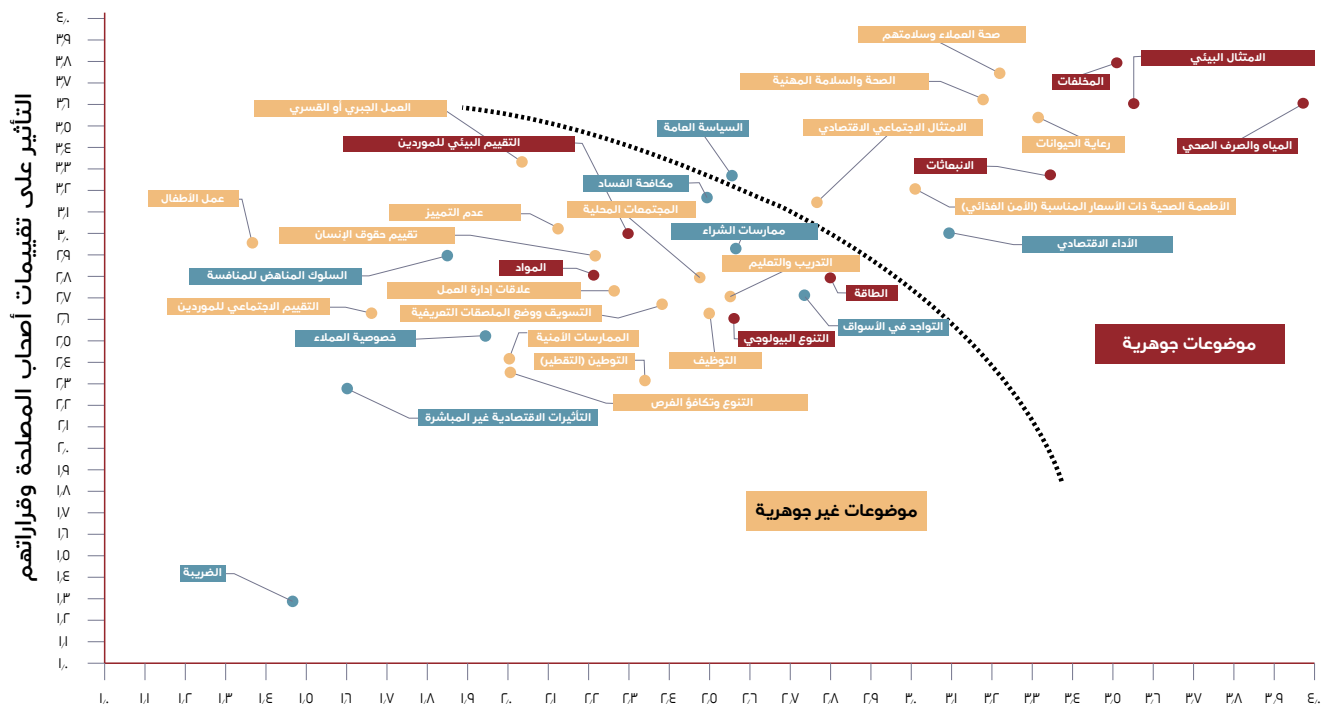 التأثير على تقييمات أصحاب المصلحة وقراراتهم
٤٫٠
٣٫٩
٣٫٨
٣٫٧
٣٫٦
٣٫٥
٣٫٤
٣٫٣
٣٫٢
٣٫١
٣٫٠
٢٫٩
٢٫٨
٢٫٧
٢٫٦
٢٫٥
٢٫٤
٢٫٣
٢٫٢
٢٫١
٢٫٠
١٫٩
١٫٨
١٫٧
١٫٦
١٫٥
١٫٤
١٫٣
١٫٢
١٫١
١٫٠
صحة العملاء وسلامتهم
الامتثال البيئي
المخلفات
الصحة والسلامة المهنية
العمل الجبري أو القسري
السياسة العامة
الامتثال الاجتماعي الاقتصادي
التقييم البيئي للموردين
رعاية الحيوانات
المياه والصرف الصحي
الانبعاثات
مكافحة الفساد
عمل الأطفال
عدم التمييز
المجتمعات المحلية
الأطعمة الصحية ذات الأسعار المناسبة (الأمن الغذائي)
تقييم حقوق الإنسان
ممارسات الشراء
الأداء الاقتصادي
السلوك المناهض للمنافسة
المواد
التدريب والتعليم
علاقات إدارة العمل
الطاقة
التقييم الاجتماعي للموردين
التسويف ووضع الملصقات التعريفية
التواجد في الأسواق
خصوصية العملاء
الممارسات الأمنية
التنوع البيولوجي
التوطين (التقطير)
التوظيف
موضوعات جوهرية
التنوع وتكافؤ الفرص
التأثيرات الاقتصادية غير المباشرة
موضوعات غير جوهرية
الضريبة
١٫٠ ١٫١ ١٫٢ ١٫٣ ١٫٤ ١٫٥ ١٫٦ ١٫٧ ١٫٨ ١٫٩ ٢٫٠ ٢٫١ ٢٫٢ ٢٫٣ ٢٫٤ ٢٫٥ ٢٫٦ ٢٫٧ ٢٫٨ ٢٫٩ ٣٫٠ ٣٫١ ٣٫٢ ٣٫٣ ٣٫٤ ٣٫٥ ٣٫٦ ٣٫٧ ٣٫٨ ٣٫٩ ٤٫٠